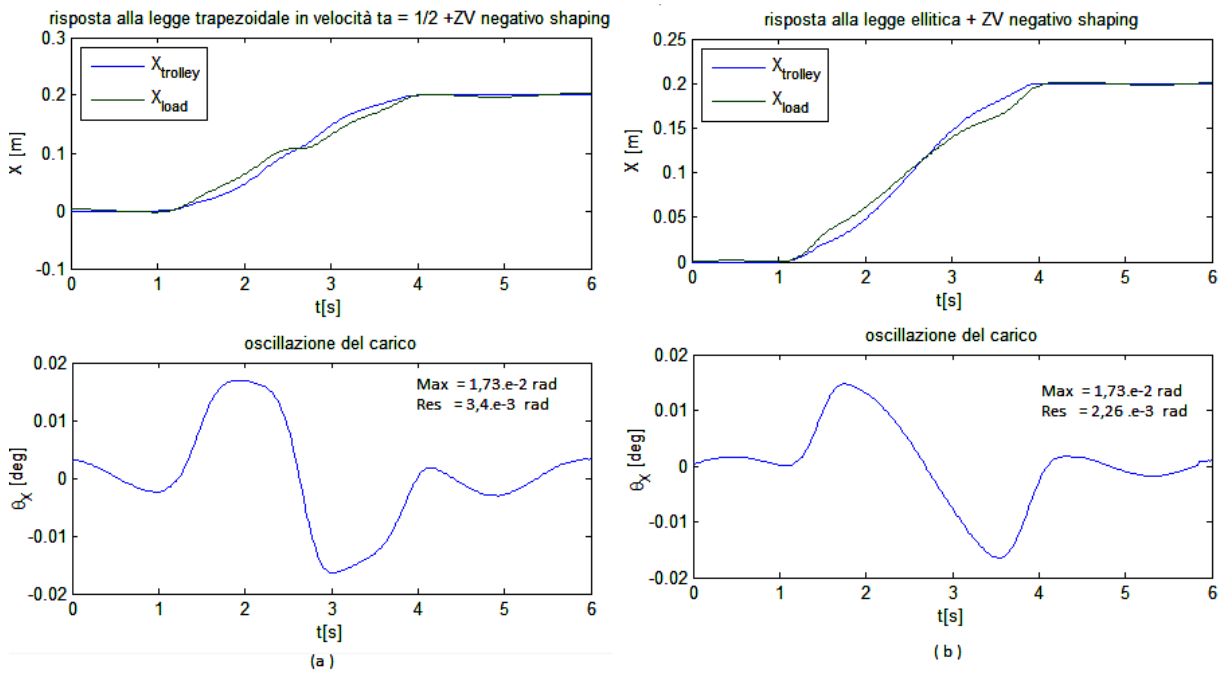 risposta alla legge trapezoidale in velocità ta = 1/2 +ZV negativo shaping
0.3
0.2
0.1
0
-0.1
X [m]
X_trolley
X_load
0 1 2 3 4 5 6
t[s]
oscillazione del carico
0.02
0.01
0
-0.01
-0.02
θ_X [deg]
Max = 1,73.e-2 rad
Res = 3,4.e-3 rad
0 1 2 3 4 5 6
t[s]
(a )
risposta alla legge ellitica + ZV negativo shaping
0.25
0.2
0.15
0.1
0.05
0
X [m]
X_trolley
X_load
0 1 2 3 4 5 6
t[s]
oscillazione del carico
0.02
0.01
0
-0.01
-0.02
θ_X [deg]
Max = 1,73.e-2 rad
Res = 2,26 .e-3 rad
0 1 2 3 4 5 6
t[s]
( b )